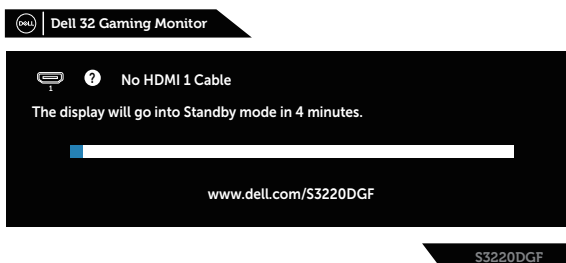 DELL
Dell 32 Gaming Monitor
1
?
No HDMI 1 Cable
The display will go into Standby mode in 4 minutes.
www.dell.com/S3220DGF
S3220DGF